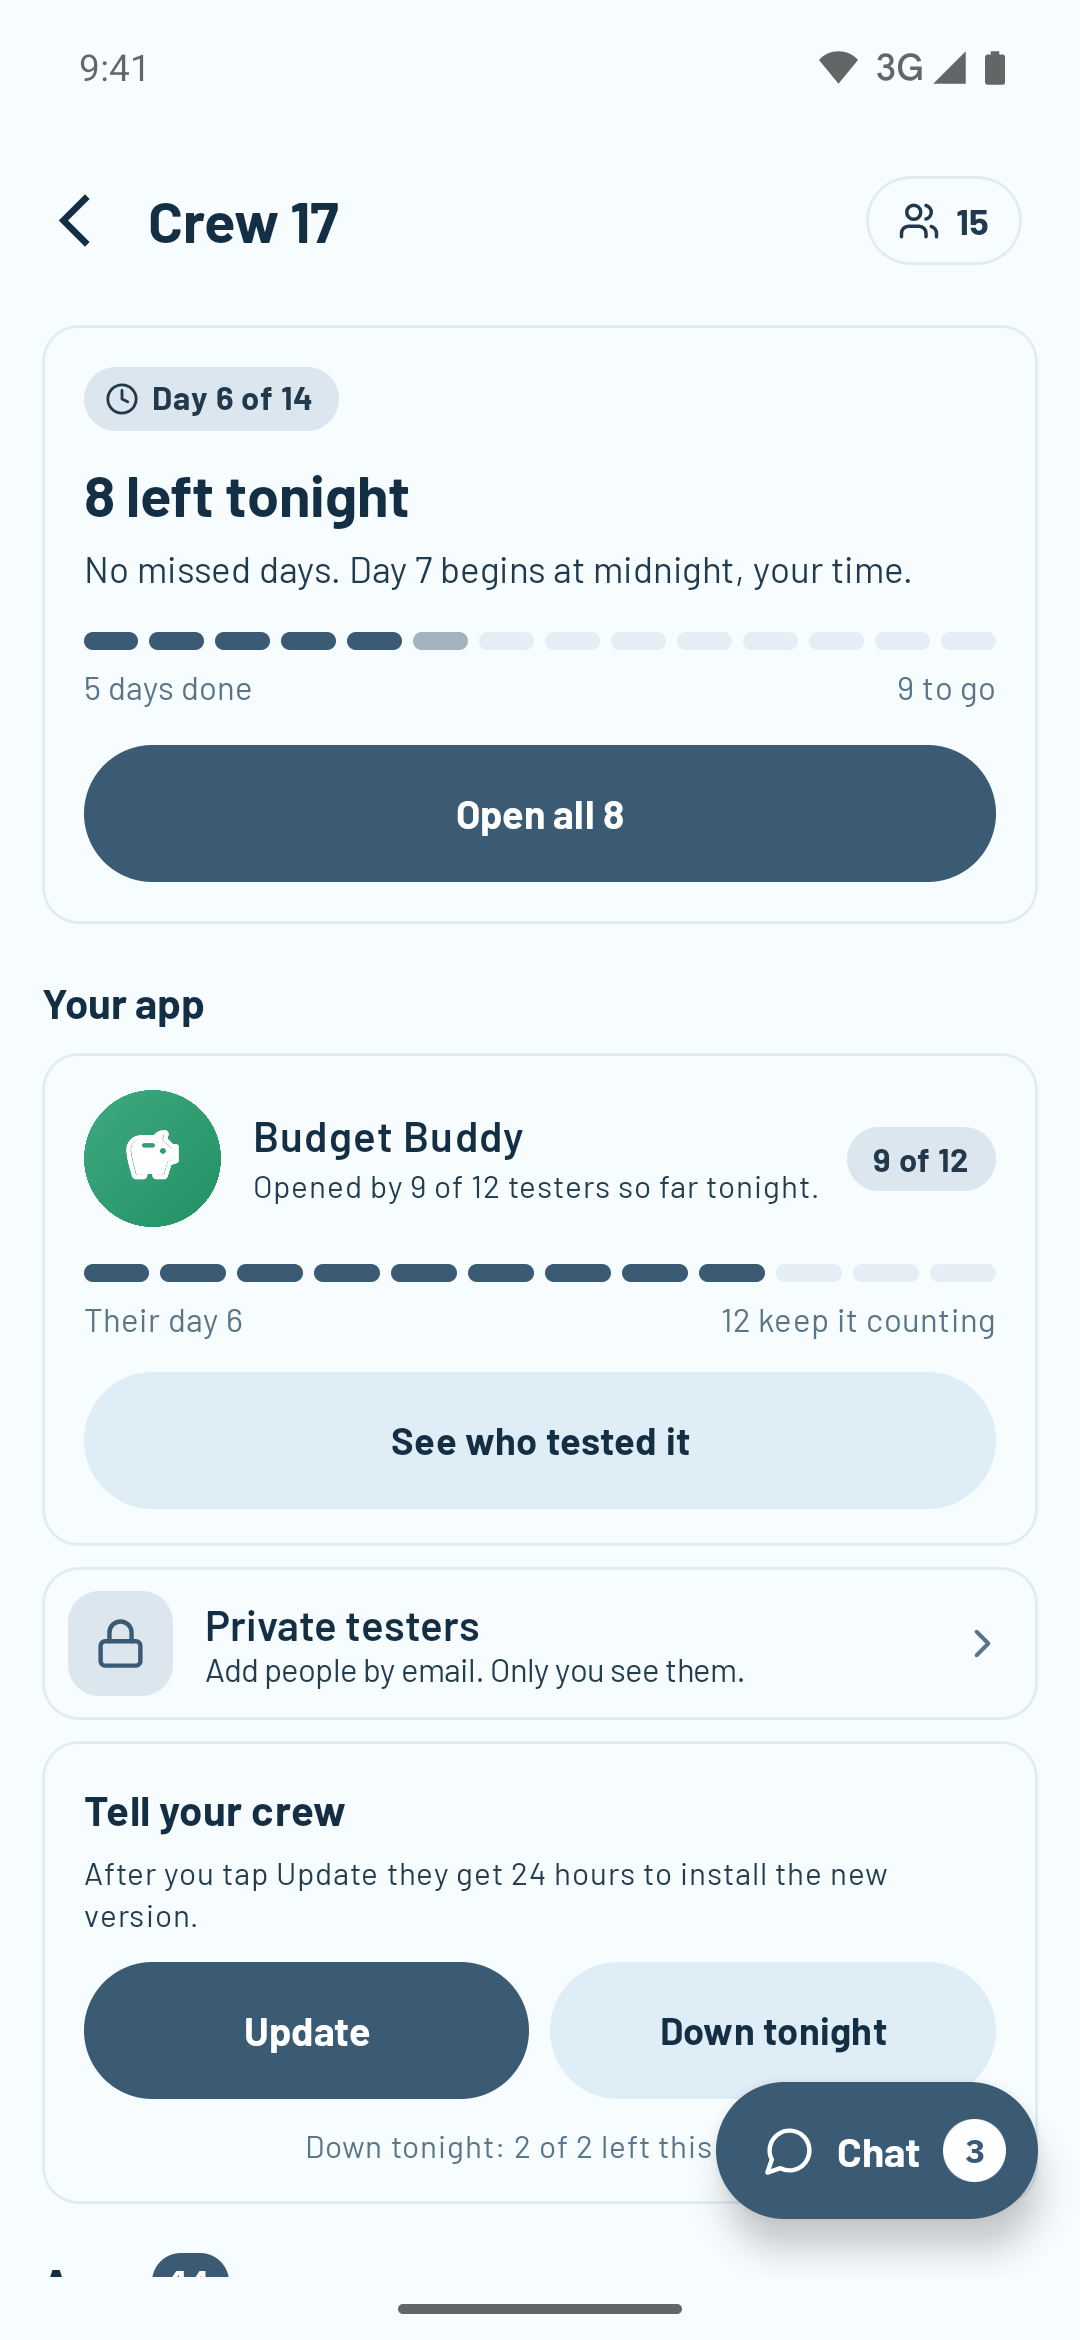 9:41
3G
Crew 17
15
Day 6 of 14
8 left tonight
No missed days. Day 7 begins at midnight, your time.
5 days done
9 to go
Open all 8
Your app
Budget Buddy
Opened by 9 of 12 testers so far tonight.
9 of 12
Their day 6
12 keep it counting
See who tested it
Private testers
Add people by email. Only you see them.
Tell your crew
After you tap Update they get 24 hours to install the new
version.
Update
Down tonight
Down tonight: 2 of 2 left this
Chat
3